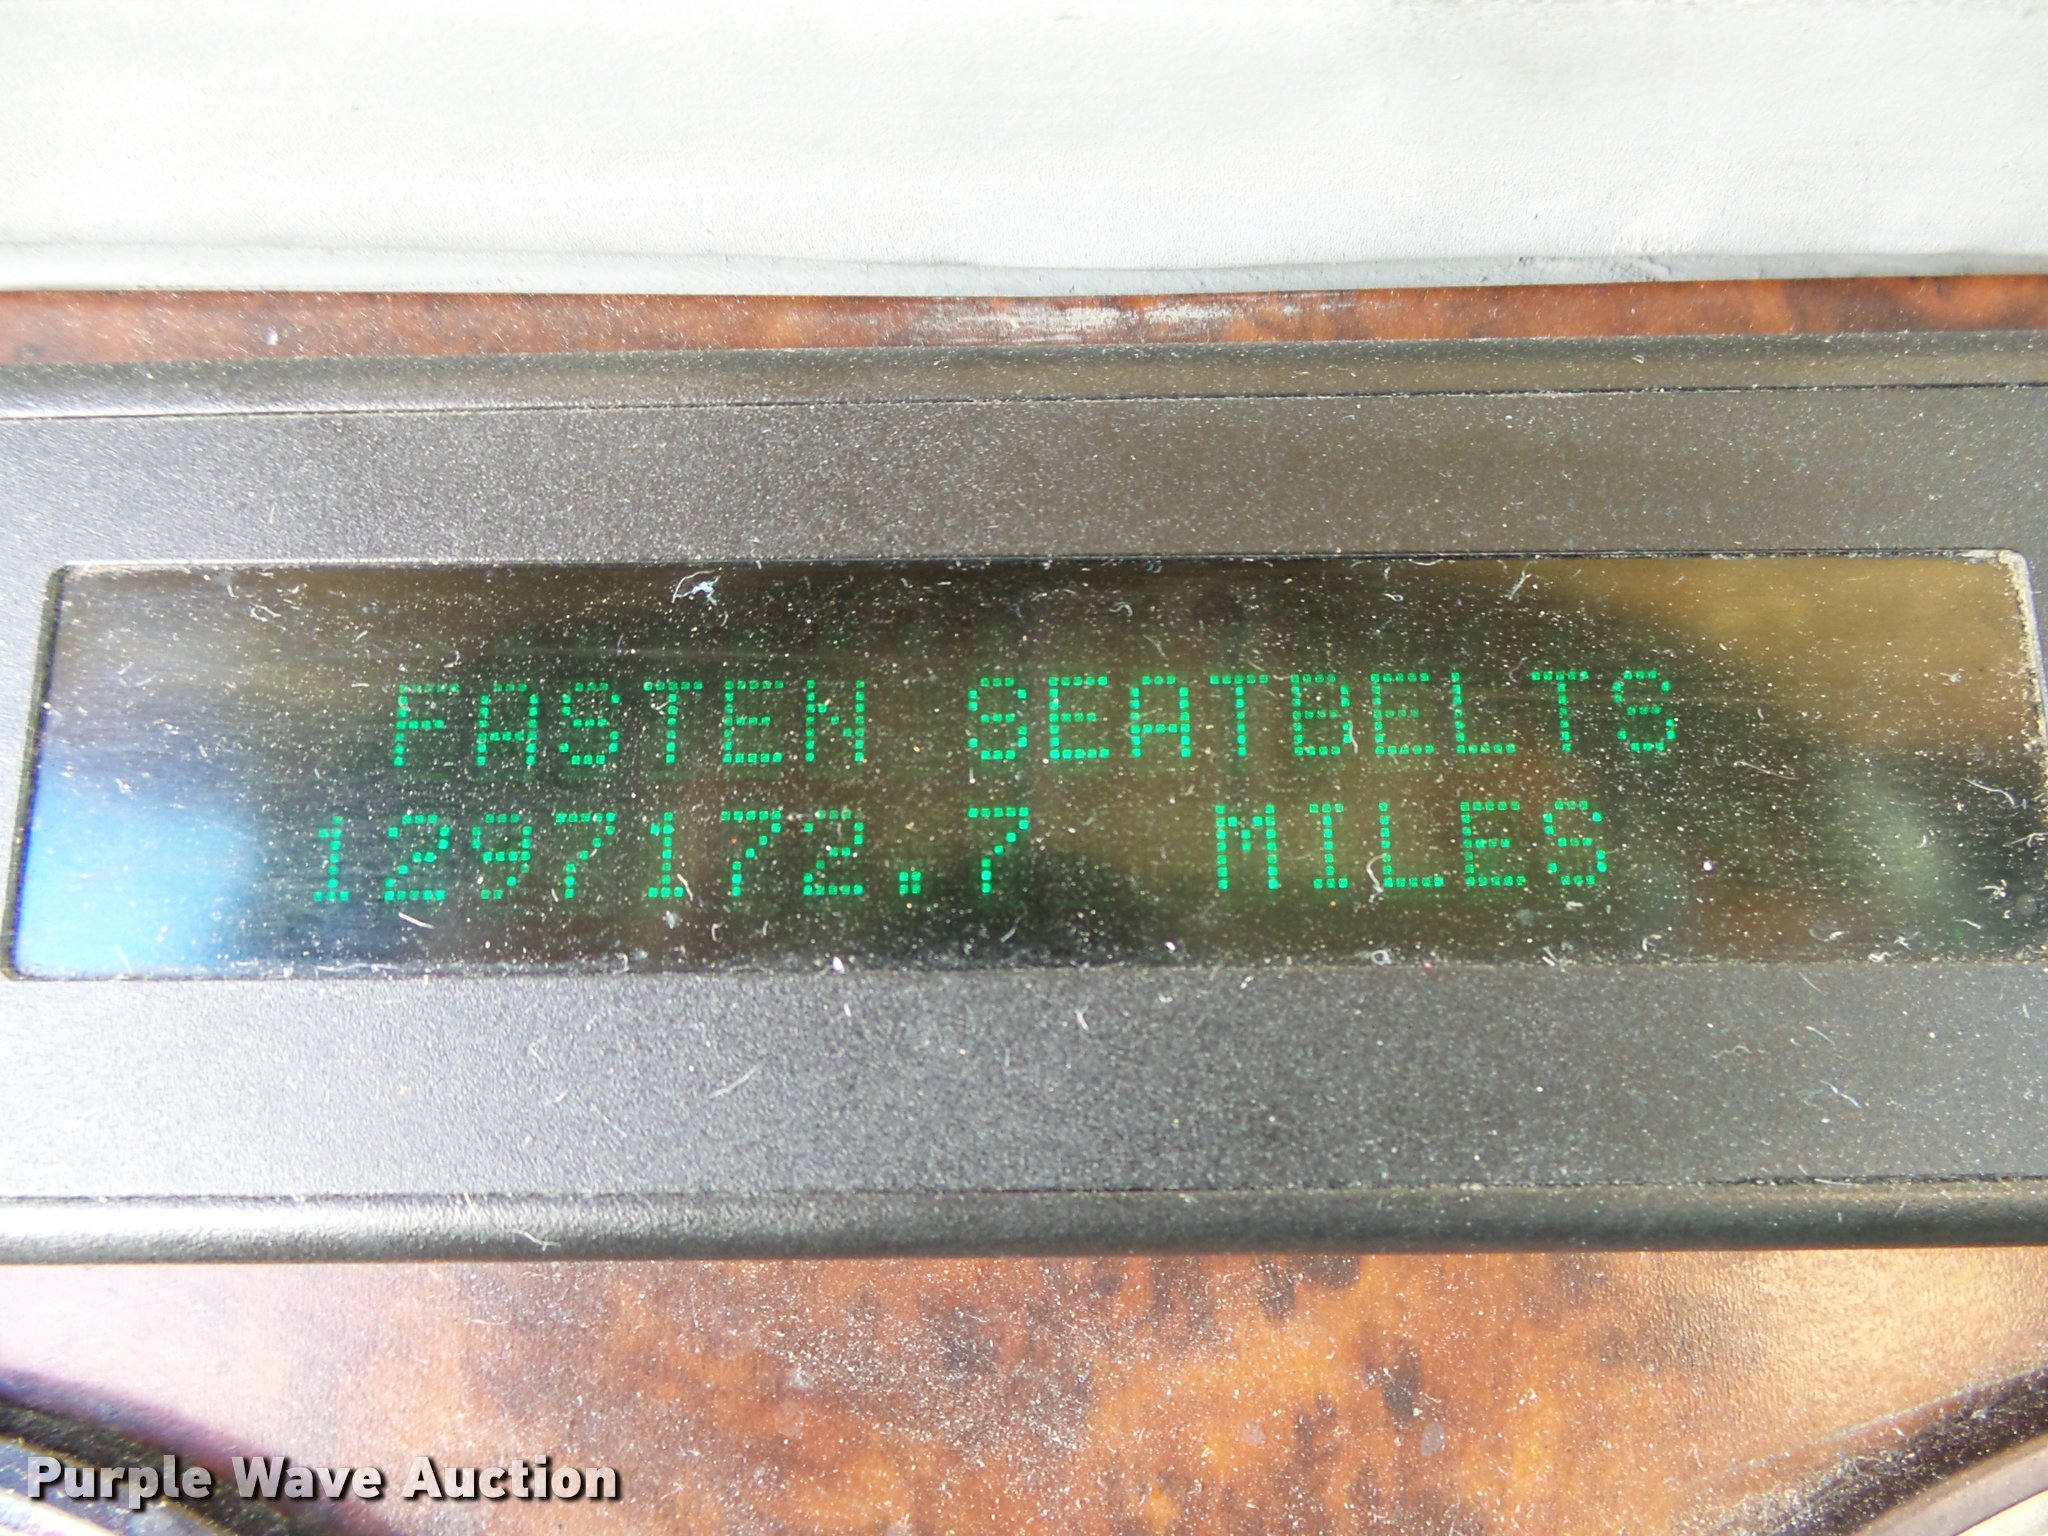 FASTEN SEATBELTS
1297172.7 MILES
Purple Wave Auction